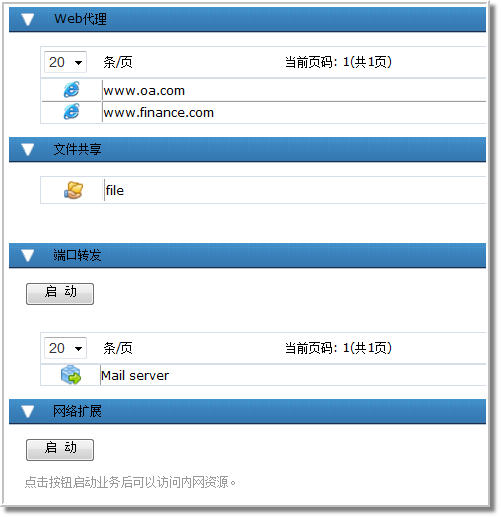 Web代理
20 条/页 当前页码: 1(共1页)
www.oa.com
www.finance.com
文件共享
file
端口转发
启 动
20 条/页 当前页码: 1(共1页)
Mail server
网络扩展
启 动
点击按钮启动业务后可以访问内网资源。